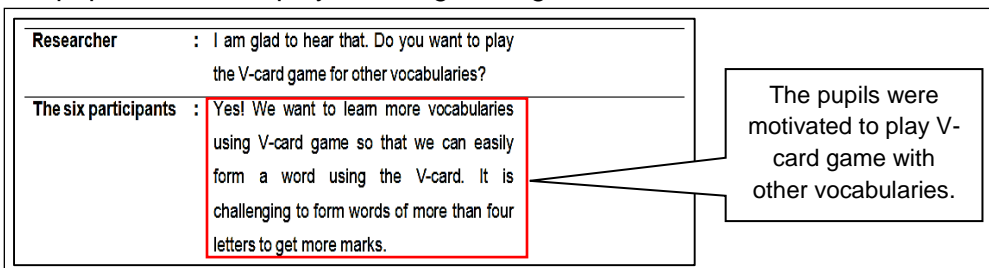 Researcher : I am glad to hear that. Do you want to play
the V-card game for other vocabularies?
The six participants : Yes! We want to learn more vocabularies
using V-card game so that we can easily
form a word using the V-card. It is
challenging to form words of more than four
letters to get more marks.
The pupils were
motivated to play V-
card game with
other vocabularies.